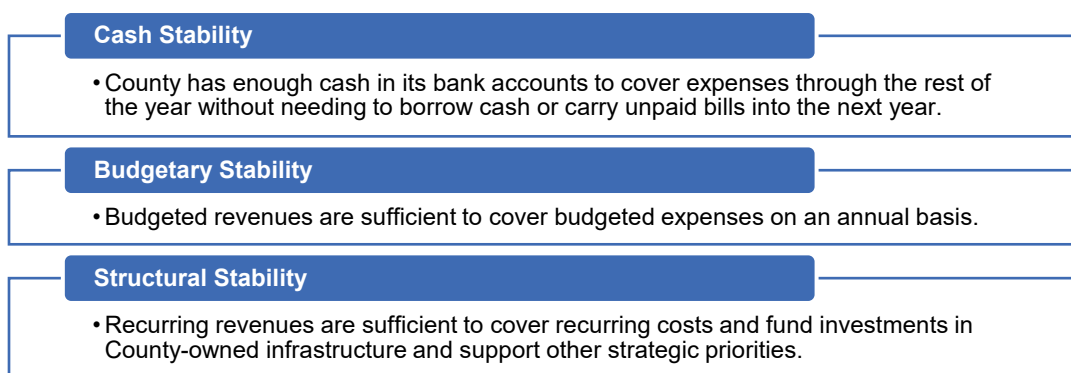 Cash Stability
• County has enough cash in its bank accounts to cover expenses through the rest of
the year without needing to borrow cash or carry unpaid bills into the next year.
Budgetary Stability
• Budgeted revenues are sufficient to cover budgeted expenses on an annual basis.
Structural Stability
• Recurring revenues are sufficient to cover recurring costs and fund investments in
County-owned infrastructure and support other strategic priorities.